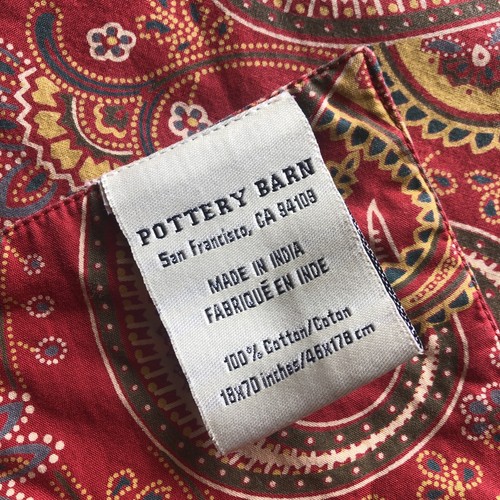 POTTERY BARN
San Francisco, CA 94109
MADE IN INDIA
FABRIQUÉ EN INDE
100% Cotton/Coton
18x70 inches/46x178 cm